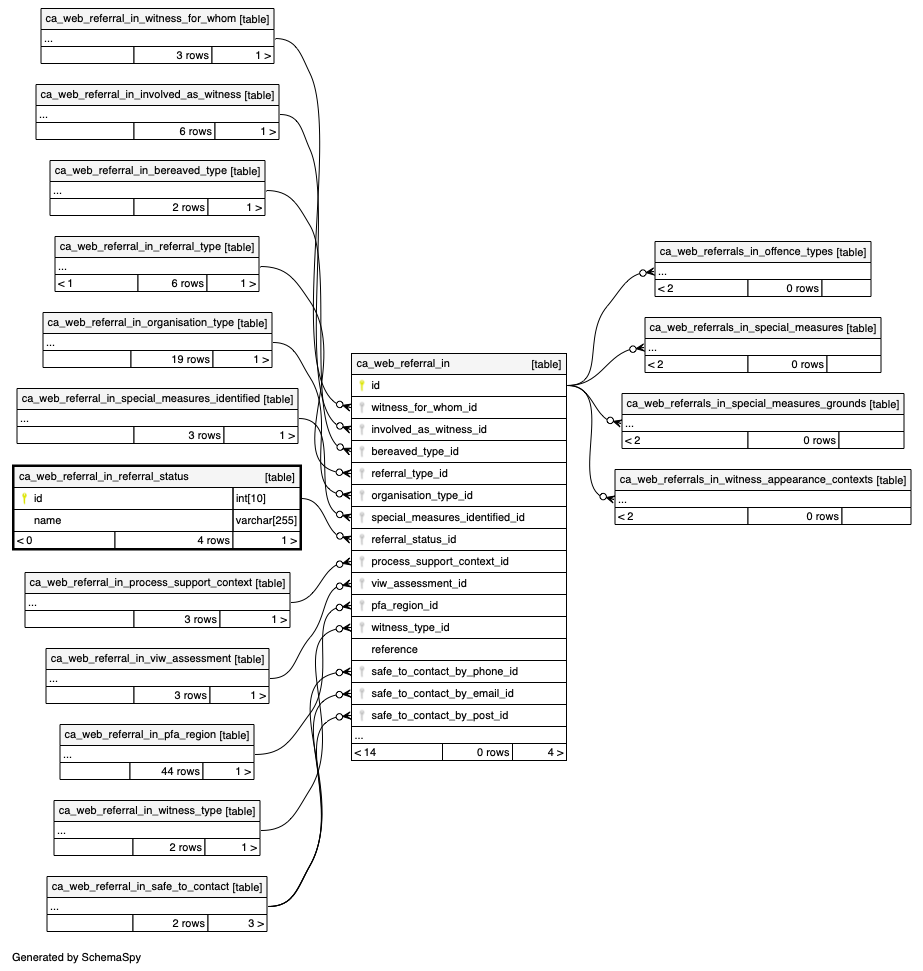 ca_web_referral_in_witness_for_whom [table]
...
3 rows 1 >
ca_web_referral_in_involved_as_witness [table]
...
6 rows 1 >
ca_web_referral_in_bereaved_type [table]
...
2 rows 1 >
ca_web_referral_in_referral_type [table]
...
< 1 6 rows 1 >
ca_web_referral_in_organisation_type [table]
...
19 rows 1 >
ca_web_referral_in_special_measures_identified [table]
...
3 rows 1 >
ca_web_referral_in_referral_status [table]
id int[10]
name varchar[255]
< 0 4 rows 1 >
ca_web_referral_in_process_support_context [table]
...
3 rows 1 >
ca_web_referral_in_viw_assessment [table]
...
3 rows 1 >
ca_web_referral_in_pfa_region [table]
...
44 rows 1 >
ca_web_referral_in_witness_type [table]
...
2 rows 1 >
ca_web_referral_in_safe_to_contact [table]
...
2 rows 3 >
ca_web_referral_in [table]
id
witness_for_whom_id
involved_as_witness_id
bereaved_type_id
referral_type_id
organisation_type_id
special_measures_identified_id
referral_status_id
process_support_context_id
viw_assessment_id
pfa_region_id
witness_type_id
reference
safe_to_contact_by_phone_id
safe_to_contact_by_email_id
safe_to_contact_by_post_id
...
< 14 0 rows 4 >
ca_web_referrals_in_offence_types [table]
...
< 2 0 rows
ca_web_referrals_in_special_measures [table]
...
< 2 0 rows
ca_web_referrals_in_special_measures_grounds [table]
...
< 2 0 rows
ca_web_referrals_in_witness_appearance_contexts [table]
...
< 2 0 rows
Generated by SchemaSpy